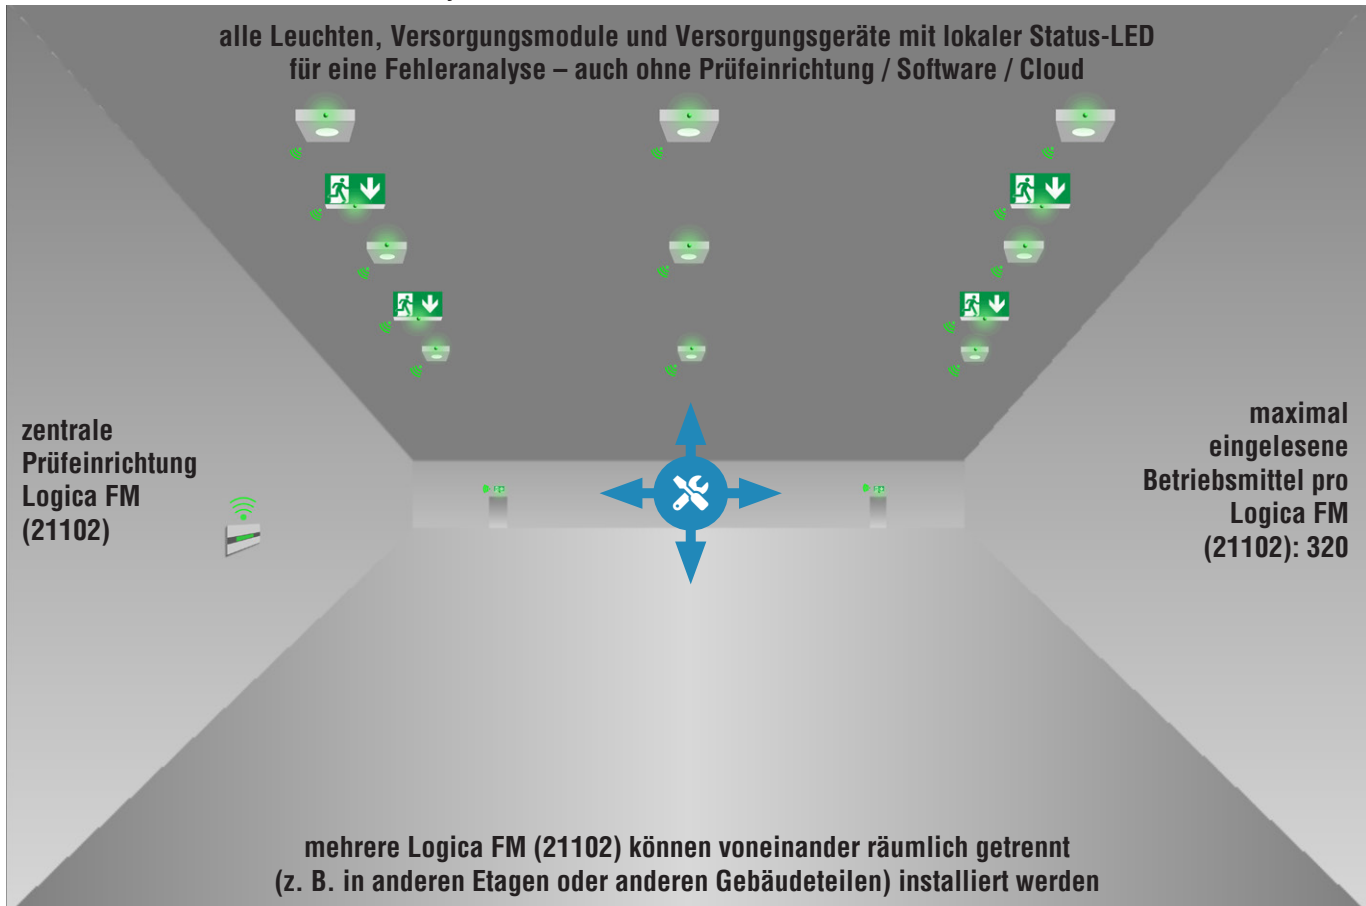 alle Leuchten, Versorgungsmodule und Versorgungsgeräte mit lokaler Status-LED
für eine Fehleranalyse – auch ohne Prüfeinrichtung / Software / Cloud
zentrale
Prüfeinrichtung
Logica FM
(21102)
maximal
eingelesene
Betriebsmittel pro
Logica FM
(21102): 320
mehrere Logica FM (21102) können voneinander räumlich getrennt
(z. B. in anderen Etagen oder anderen Gebäudeteilen) installiert werden